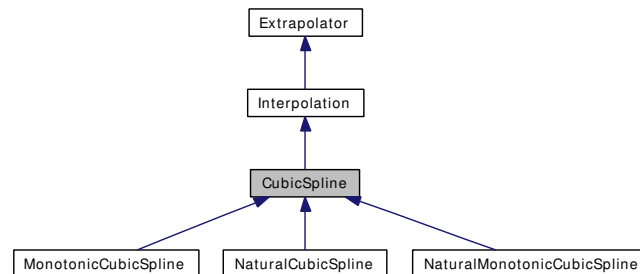 Extrapolator
Interpolation
CubicSpline
MonotonicCubicSpline
NaturalCubicSpline
NaturalMonotonicCubicSpline